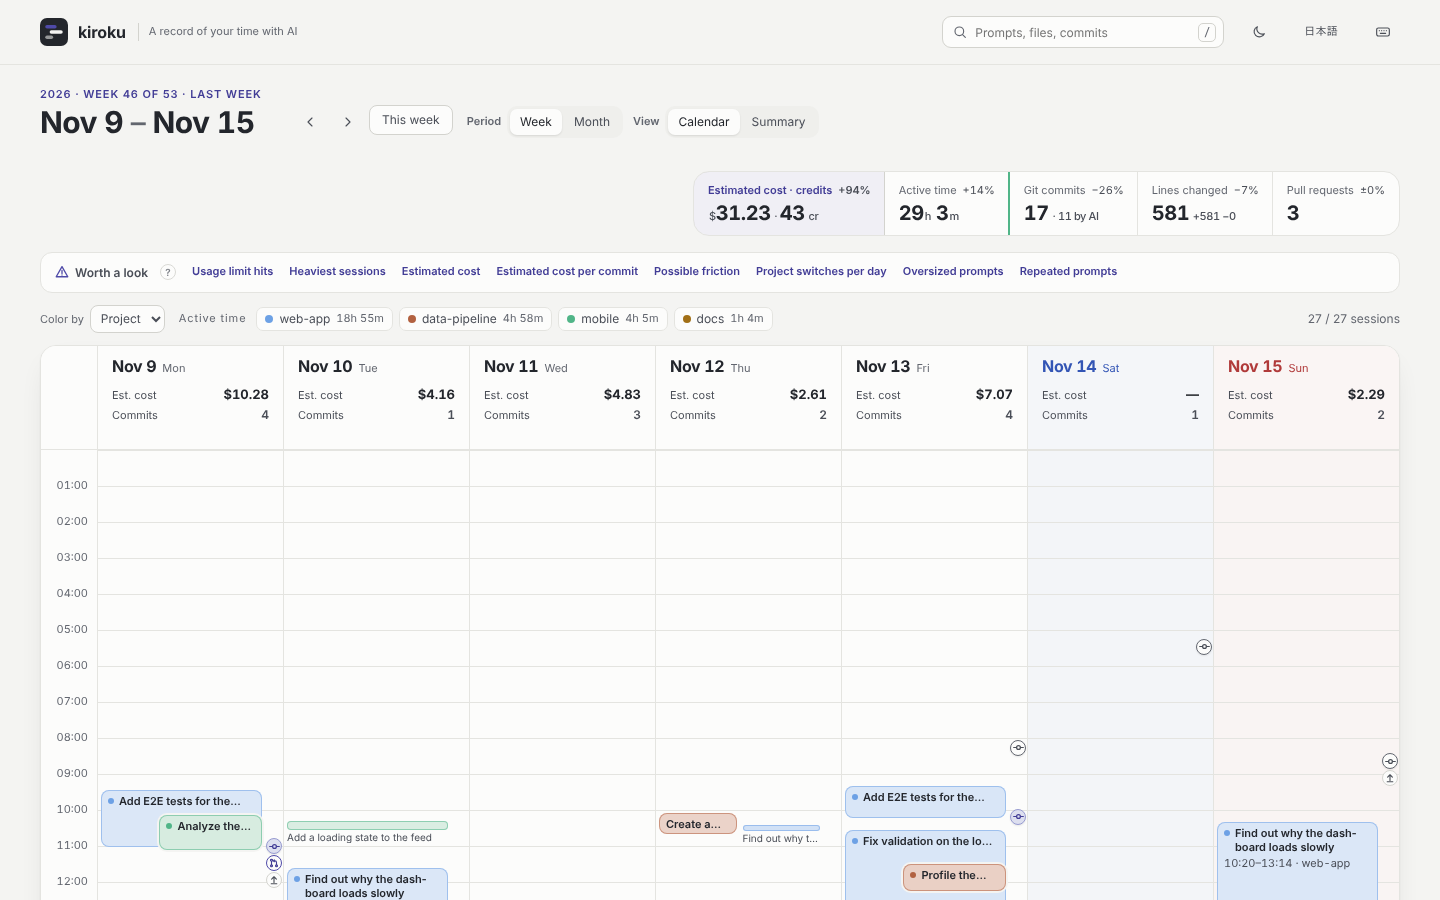 kiroku
A record of your time with AI
Prompts, files, commits
/
日本語
2026 · WEEK 46 OF 53 · LAST WEEK
Nov 9 – Nov 15
This week
Period
Week
Month
View
Calendar
Summary
Estimated cost · credits +94%
$31.23 · 43 cr
Active time +14%
29h 3m
Git commits −26%
17 · 11 by AI
Lines changed −7%
581 +581 −0
Pull requests ±0%
3
Worth a look
?
Usage limit hits
Heaviest sessions
Estimated cost
Estimated cost per commit
Possible friction
Project switches per day
Oversized prompts
Repeated prompts
Color by
Project
Active time
web-app 18h 55m
data-pipeline 4h 58m
mobile 4h 5m
docs 1h 4m
27 / 27 sessions
Nov 9 Mon
Est. cost $10.28
Commits 4
Nov 10 Tue
Est. cost $4.16
Commits 1
Nov 11 Wed
Est. cost $4.83
Commits 3
Nov 12 Thu
Est. cost $2.61
Commits 2
Nov 13 Fri
Est. cost $7.07
Commits 4
Nov 14 Sat
Est. cost —
Commits 1
Nov 15 Sun
Est. cost $2.29
Commits 2
01:00
02:00
03:00
04:00
05:00
06:00
07:00
08:00
09:00
10:00
11:00
12:00
Add E2E tests for the…
Analyze the…
Add a loading state to the feed
Find out why the dash-
board loads slowly
Create a…
Find out why t…
Add E2E tests for the…
Fix validation on the lo…
Profile the…
Find out why the dash-
board loads slowly
10:20–13:14 · web-app